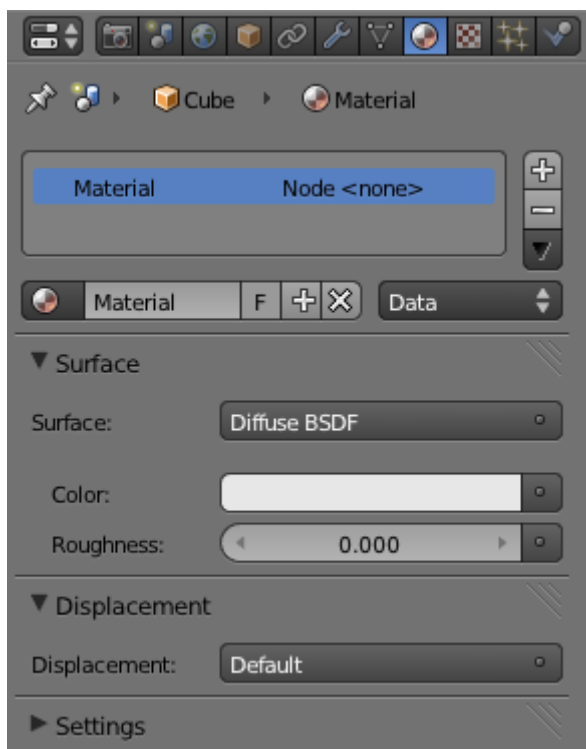 Cube Material
Material Node <none>
Material F Data
Surface
Surface: Diffuse BSDF
Color:
Roughness: 0.000
Displacement
Displacement: Default
Settings